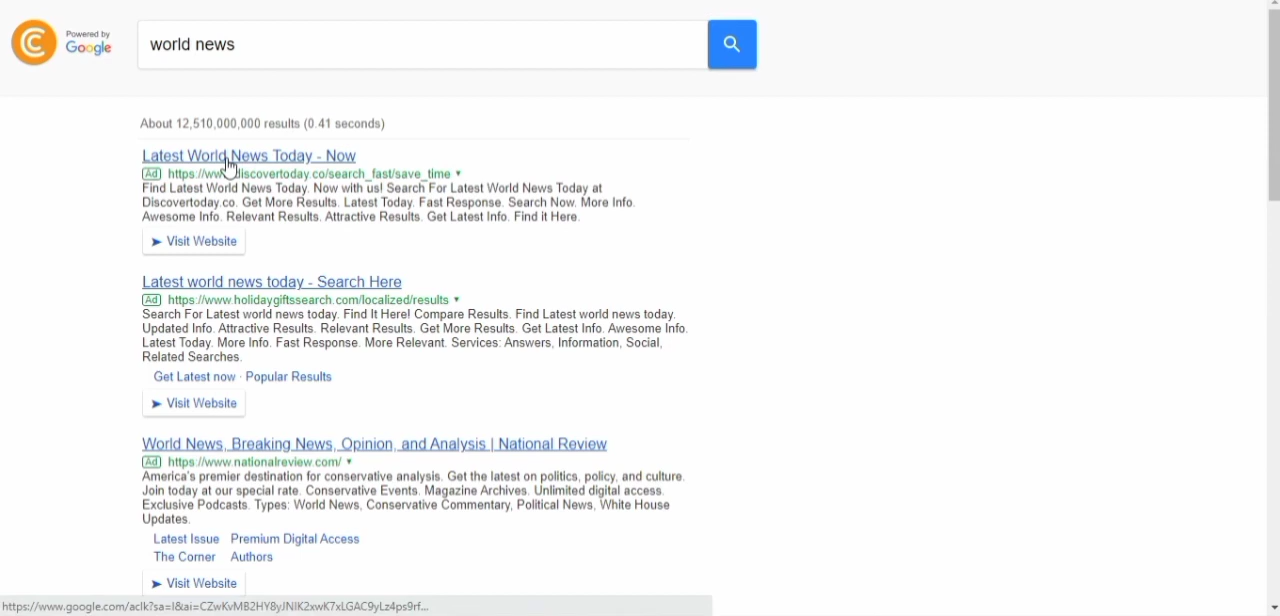 Powered by
Google
world news
About 12,510,000,000 results (0.41 seconds)
Latest World News Today - Now
Ad https://www.discovertoday.co/search_fast/save_time
Find Latest World News Today. Now with us! Search For Latest World News Today at
Discovertoday.co. Get More Results. Latest Today. Fast Response. Search Now. More Info.
Awesome Info. Relevant Results. Attractive Results. Get Latest Info. Find it Here.
➤ Visit Website
Latest world news today - Search Here
Ad https://www.holidaygiftssearch.com/localized/results
Search For Latest world news today. Find It Here! Compare Results. Find Latest world news today.
Updated Info. Attractive Results. Relevant Results. Get More Results. Get Latest Info. Awesome Info.
Latest Today. More Info. Fast Response. More Relevant. Services: Answers, Information, Social,
Related Searches.
Get Latest now · Popular Results
➤ Visit Website
World News, Breaking News, Opinion, and Analysis | National Review
Ad https://www.nationalreview.com/
America's premier destination for conservative analysis. Get the latest on politics, policy, and culture.
Join today at our special rate. Conservative Events. Magazine Archives. Unlimited digital access.
Exclusive Podcasts. Types: World News, Conservative Commentary, Political News, White House
Updates.
Latest Issue Premium Digital Access
The Corner Authors
➤ Visit Website
https://www.google.com/aclk?sa=l&ai=CZwKvMB2HY8yJNIK2xwK7xLGAC9yLz4ps9rf...